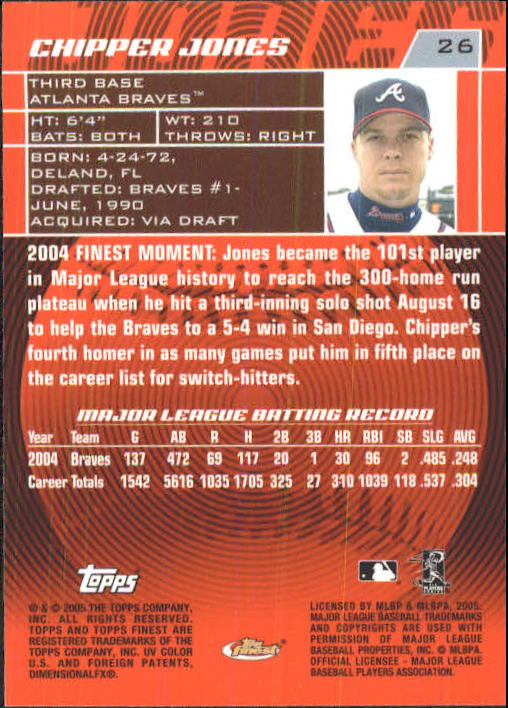 CHIPPER JONES
26
THIRD BASE
ATLANTA BRAVES™
HT: 6'4" WT: 210
BATS: BOTH THROWS: RIGHT
BORN: 4-24-72,
DELAND, FL
DRAFTED: BRAVES #1-
JUNE, 1990
ACQUIRED: VIA DRAFT
A
Braves
2004 FINEST MOMENT: Jones became the 101st player
in Major League history to reach the 300-home run
plateau when he hit a third-inning solo shot August 16
to help the Braves to a 5-4 win in San Diego. Chipper's
fourth homer in as many games put him in fifth place on
the career list for switch-hitters.
MAJOR LEAGUE BATTING RECORD
Year Team G AB R H 2B 3B HR RBI SB SLG AVG
2004 Braves 137 472 69 117 20 1 30 96 2 .485 .248
Career Totals 1542 5616 1035 1705 325 27 310 1039 118 .537 .304
Topps
® & © 2005 THE TOPPS COMPANY,
INC. ALL RIGHTS RESERVED.
TOPPS AND TOPPS FINEST ARE
REGISTERED TRADEMARKS OF THE
TOPPS COMPANY, INC. UV COLOR
U.S. AND FOREIGN PATENTS,
DIMENSIONALFX®.
Finest
LICENSED BY MLBP & MLBPA, 2005.
MAJOR LEAGUE BASEBALL TRADEMARKS
AND COPYRIGHTS ARE USED WITH
PERMISSION OF MAJOR LEAGUE
BASEBALL PROPERTIES, INC. © MLBPA.
OFFICIAL LICENSEE - MAJOR LEAGUE
BASEBALL PLAYERS ASSOCIATION.